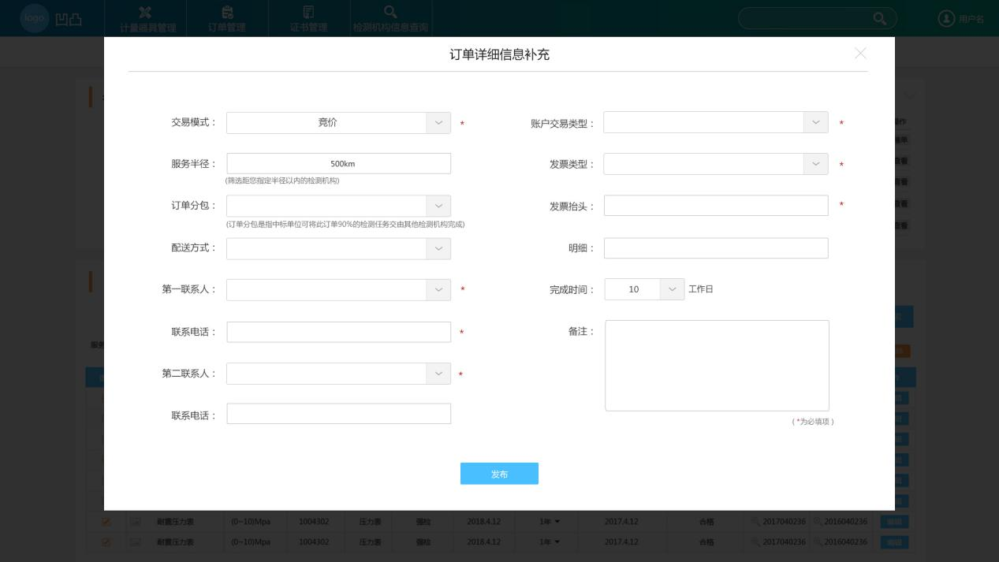 logo 凹凸
计量器具管理 订单管理 证书管理 检测机构信息查询 用户名
订单详细信息补充
交易模式： 竞价 *
账户交易类型： *
服务半径： 500km
(筛选距您指定半径以内的检测机构)
发票类型： *
订单分包：
(订单分包是指中标单位可将此订单90%的检测任务交由其他检测机构完成)
发票抬头： *
配送方式：
明细：
第一联系人： *
完成时间： 10 工作日
联系电话： *
备注：
第二联系人： *
联系电话：
( *为必填项 )
发布
服务
耐震压力表 (0~10)Mpa 1004302 压力表 强检 2018.4.12 1年 2017.4.12 合格 2017040236 2016040236 编辑
耐震压力表 (0~10)Mpa 1004302 压力表 强检 2018.4.12 1年 2017.4.12 合格 2017040236 2016040236 编辑